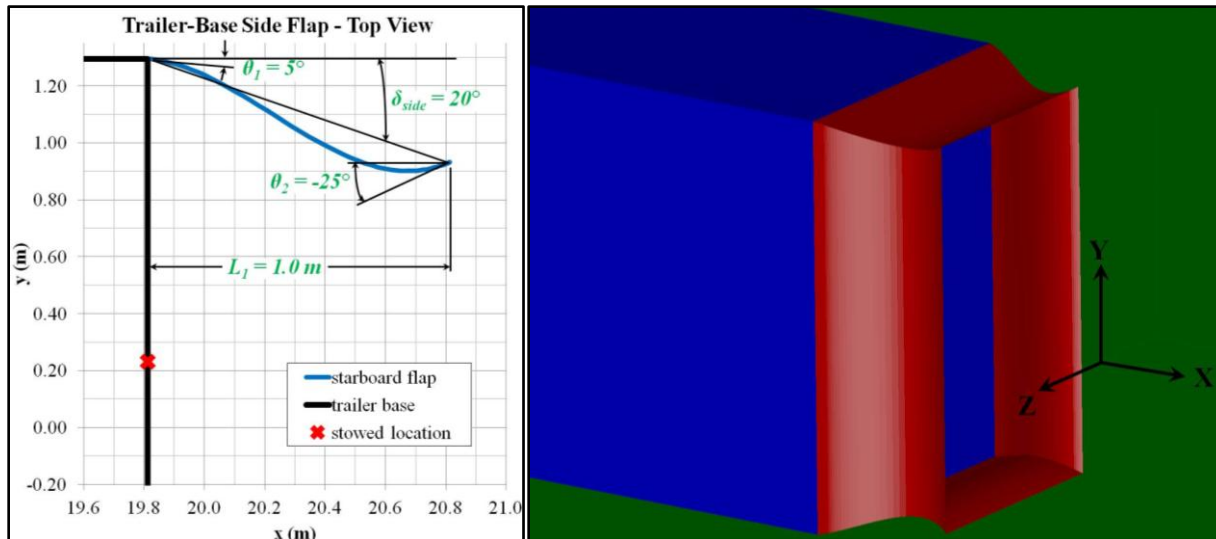 Trailer-Base Side Flap - Top View
θ1 = 5°
δside = 20°
θ2 = -25°
L1 = 1.0 m
y (m)
1.20
1.00
0.80
0.60
0.40
0.20
0.00
-0.20
starboard flap
trailer base
stowed location
19.6 19.8 20.0 20.2 20.4 20.6 20.8 21.0
x (m)
Y
X
Z